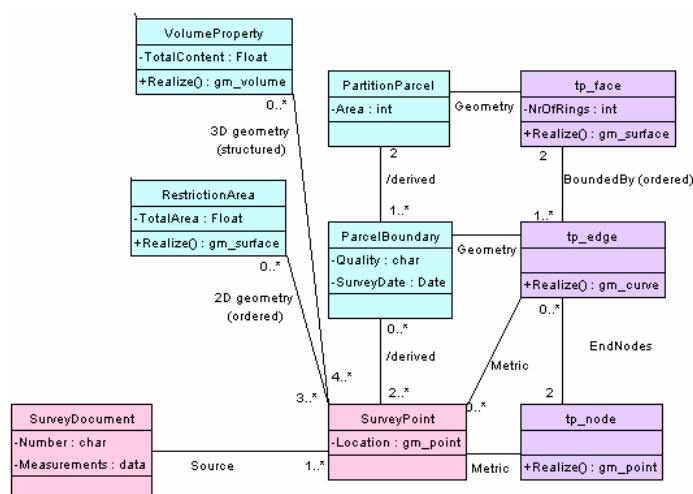 VolumeProperty
-TotalContent : Float
+Realize() : gm_volume
0..*
3D geometry
(structured)
PartitionParcel
-Area : int
Geometry
tp_face
-NrOfRings : int
+Realize() : gm_surface
2
/derived
1..*
2
BoundedBy (ordered)
1..*
RestrictionArea
-TotalArea : Float
+Realize() : gm_surface
0..*
2D geometry
(ordered)
ParcelBoundary
-Quality : char
-SurveyDate : Date
Geometry
tp_edge
+Realize() : gm_curve
0..*
/derived
2..*
0..*
EndNodes
2
Metric
0..*
4..*
3..*
SurveyDocument
-Number : char
-Measurements : data
Source
1..*
SurveyPoint
-Location : gm_point
Metric
tp_node
+Realize() : gm_point